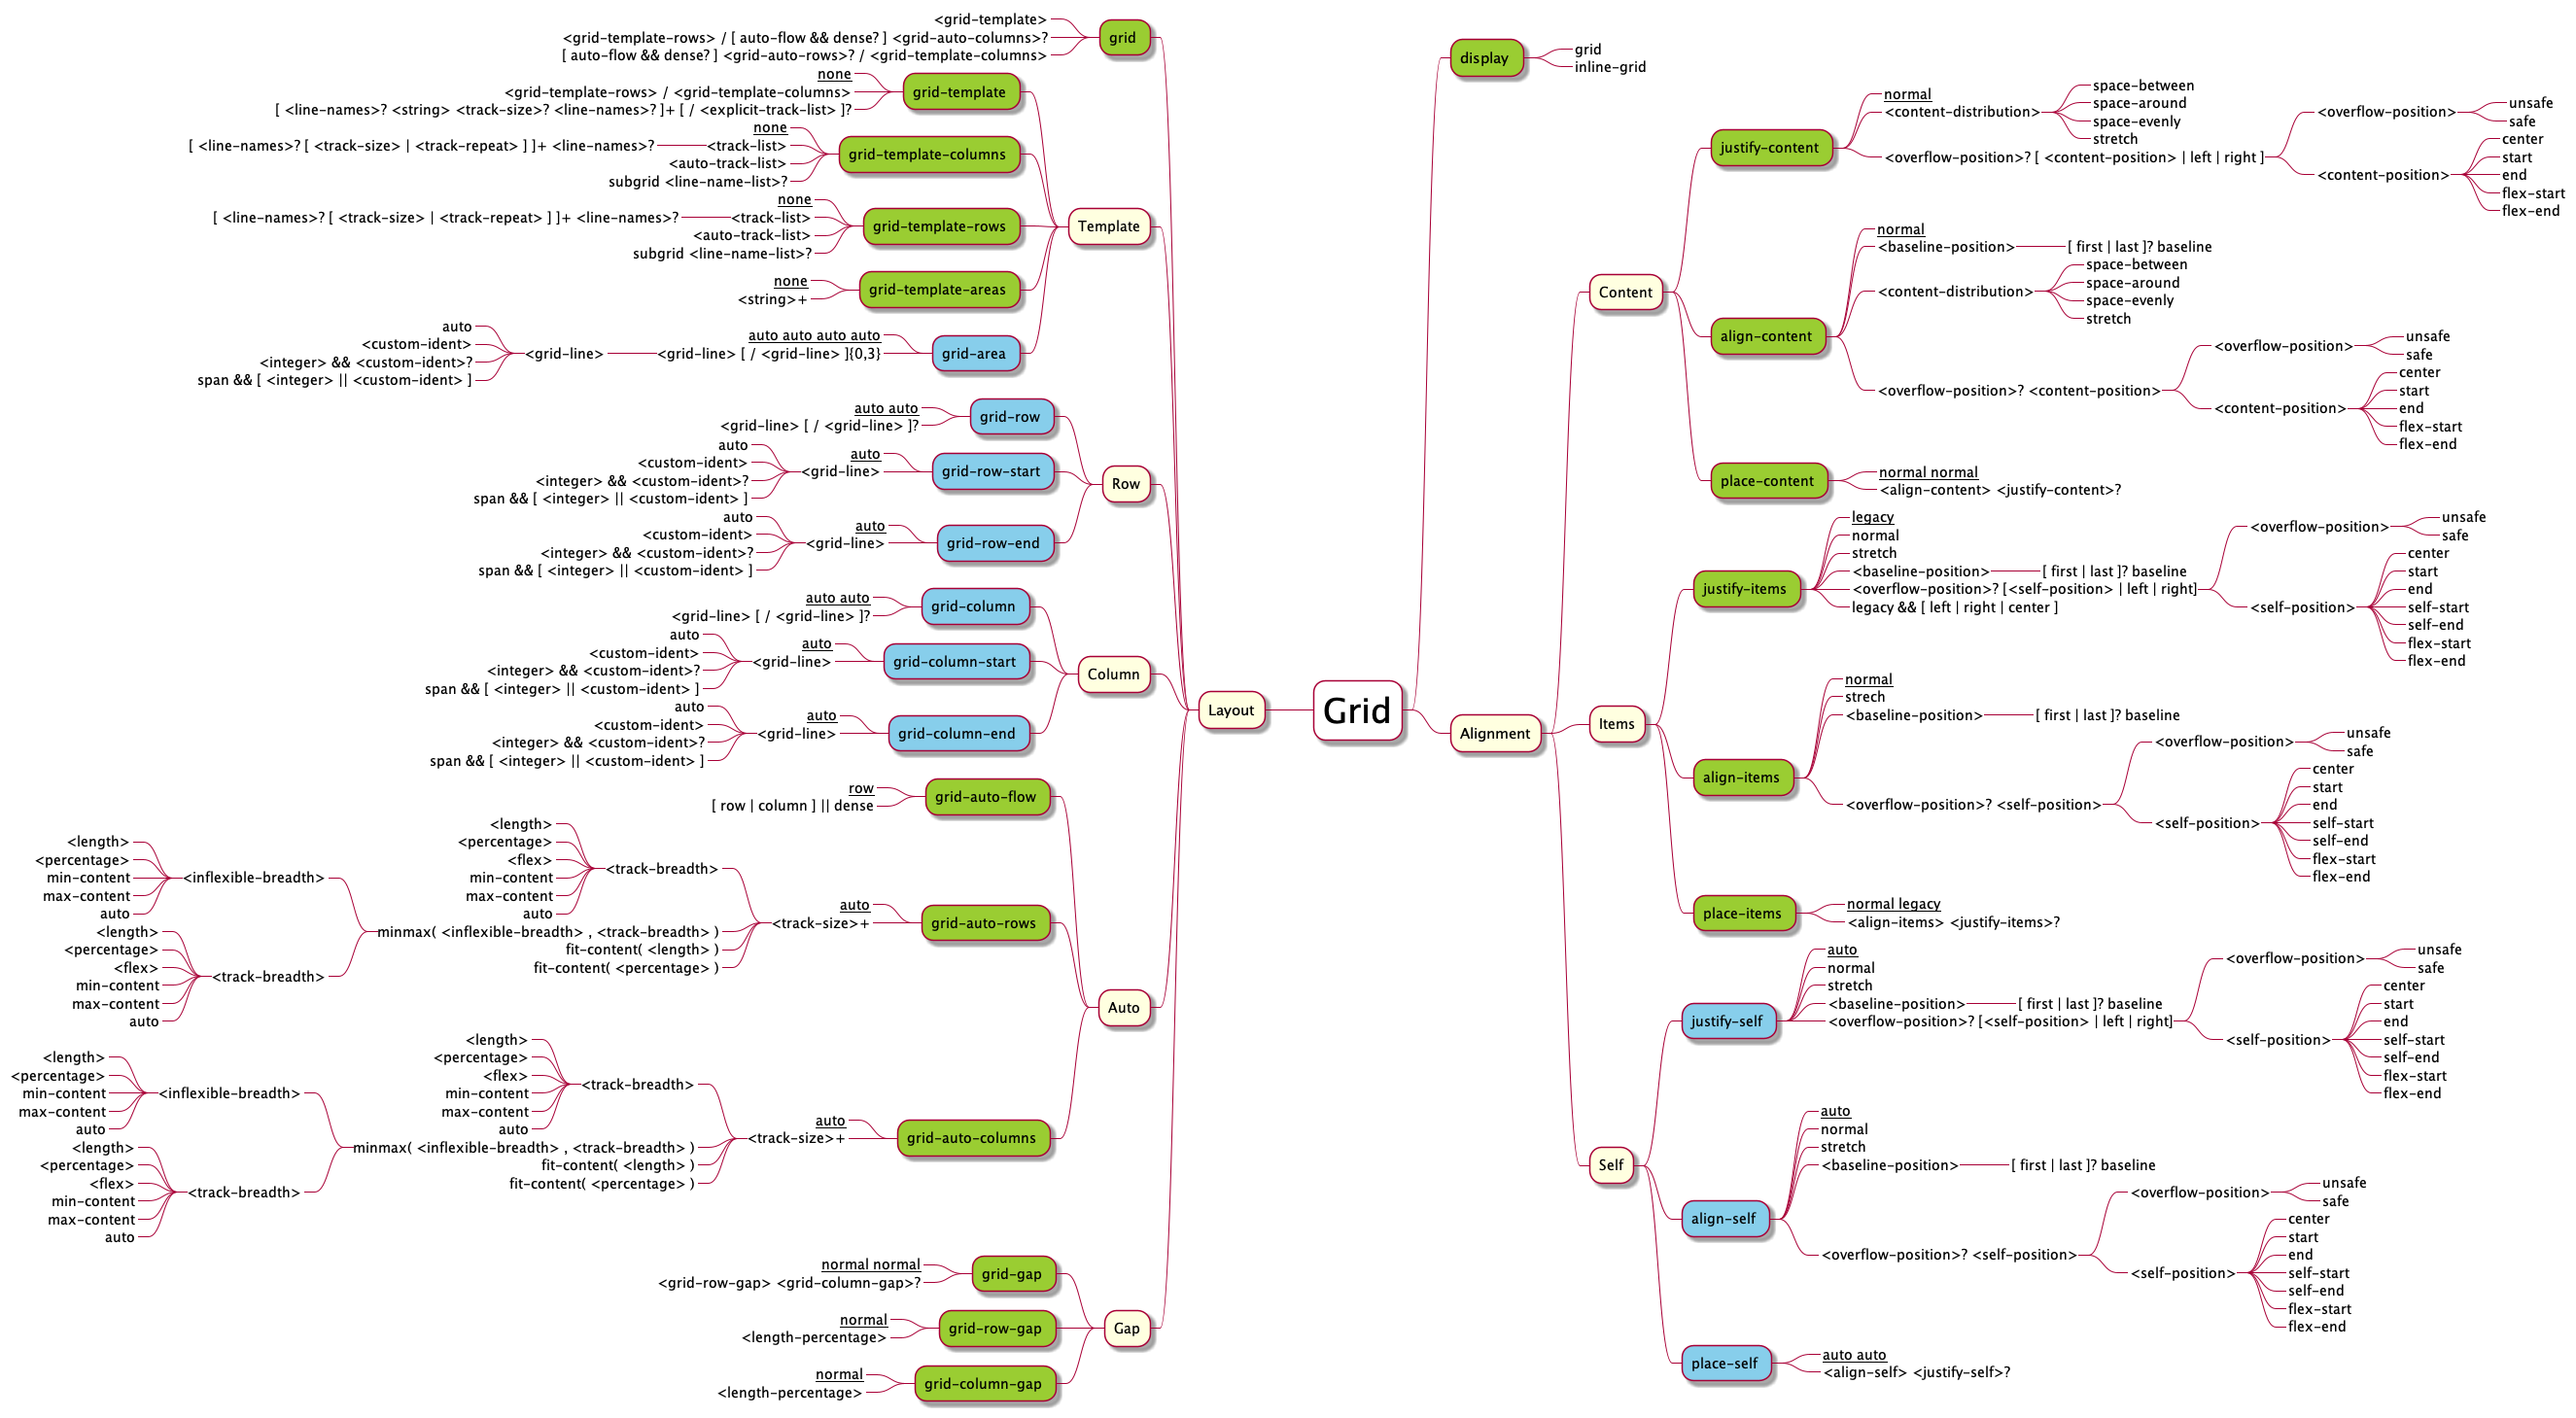 Grid
Layout
grid
<grid-template>
<grid-template-rows> / [ auto-flow && dense? ] <grid-auto-columns>?
[ auto-flow && dense? ] <grid-auto-rows>? / <grid-template-columns>
Template
grid-template
none
<grid-template-rows> / <grid-template-columns>
[ <line-names>? <string> <track-size>? <line-names>? ]+ [ / <explicit-track-list> ]?
grid-template-columns
none
<track-list>
[ <line-names>? [ <track-size> | <track-repeat> ] ]+ <line-names>?
<auto-track-list>
subgrid <line-name-list>?
grid-template-rows
none
<track-list>
[ <line-names>? [ <track-size> | <track-repeat> ] ]+ <line-names>?
<auto-track-list>
subgrid <line-name-list>?
grid-template-areas
none
<string>+
grid-area
auto auto auto auto
<grid-line> [ / <grid-line> ]{0,3}
<grid-line>
auto
<custom-ident>
<integer> && <custom-ident>?
span && [ <integer> || <custom-ident> ]
Row
grid-row
auto auto
<grid-line> [ / <grid-line> ]?
grid-row-start
auto
<grid-line>
auto
<custom-ident>
<integer> && <custom-ident>?
span && [ <integer> || <custom-ident> ]
grid-row-end
auto
<grid-line>
auto
<custom-ident>
<integer> && <custom-ident>?
span && [ <integer> || <custom-ident> ]
Column
grid-column
auto auto
<grid-line> [ / <grid-line> ]?
grid-column-start
auto
<grid-line>
auto
<custom-ident>
<integer> && <custom-ident>?
span && [ <integer> || <custom-ident> ]
grid-column-end
auto
<grid-line>
auto
<custom-ident>
<integer> && <custom-ident>?
span && [ <integer> || <custom-ident> ]
Auto
grid-auto-flow
row
[ row | column ] || dense
grid-auto-rows
auto
<track-size>+
<track-breadth>
<length>
<percentage>
<flex>
min-content
max-content
auto
minmax( <inflexible-breadth> , <track-breadth> )
<inflexible-breadth>
<length>
<percentage>
min-content
max-content
auto
<track-breadth>
<length>
<percentage>
<flex>
min-content
max-content
auto
fit-content( <length> )
fit-content( <percentage> )
grid-auto-columns
auto
<track-size>+
<track-breadth>
<length>
<percentage>
<flex>
min-content
max-content
auto
minmax( <inflexible-breadth> , <track-breadth> )
<inflexible-breadth>
<length>
<percentage>
min-content
max-content
auto
<track-breadth>
<length>
<percentage>
<flex>
min-content
max-content
auto
fit-content( <length> )
fit-content( <percentage> )
Gap
grid-gap
normal normal
<grid-row-gap> <grid-column-gap>?
grid-row-gap
normal
<length-percentage>
grid-column-gap
normal
<length-percentage>
display
grid
inline-grid
Alignment
Content
justify-content
normal
<content-distribution>
space-between
space-around
space-evenly
stretch
<overflow-position>? [ <content-position> | left | right ]
<overflow-position>
unsafe
safe
<content-position>
center
start
end
flex-start
flex-end
align-content
normal
<baseline-position>
[ first | last ]? baseline
<content-distribution>
space-between
space-around
space-evenly
stretch
<overflow-position>? <content-position>
<overflow-position>
unsafe
safe
<content-position>
center
start
end
flex-start
flex-end
place-content
normal normal
<align-content> <justify-content>?
Items
justify-items
legacy
normal
stretch
<baseline-position>
[ first | last ]? baseline
<overflow-position>? [<self-position> | left | right]
<overflow-position>
unsafe
safe
<self-position>
center
start
end
self-start
self-end
flex-start
flex-end
legacy && [ left | right | center ]
align-items
normal
strech
<baseline-position>
[ first | last ]? baseline
<overflow-position>? <self-position>
<overflow-position>
unsafe
safe
<self-position>
center
start
end
self-start
self-end
flex-start
flex-end
place-items
normal legacy
<align-items> <justify-items>?
Self
justify-self
auto
normal
stretch
<baseline-position>
[ first | last ]? baseline
<overflow-position>? [<self-position> | left | right]
<overflow-position>
unsafe
safe
<self-position>
center
start
end
self-start
self-end
flex-start
flex-end
align-self
auto
normal
stretch
<baseline-position>
[ first | last ]? baseline
<overflow-position>? <self-position>
<overflow-position>
unsafe
safe
<self-position>
center
start
end
self-start
self-end
flex-start
flex-end
place-self
auto auto
<align-self> <justify-self>?